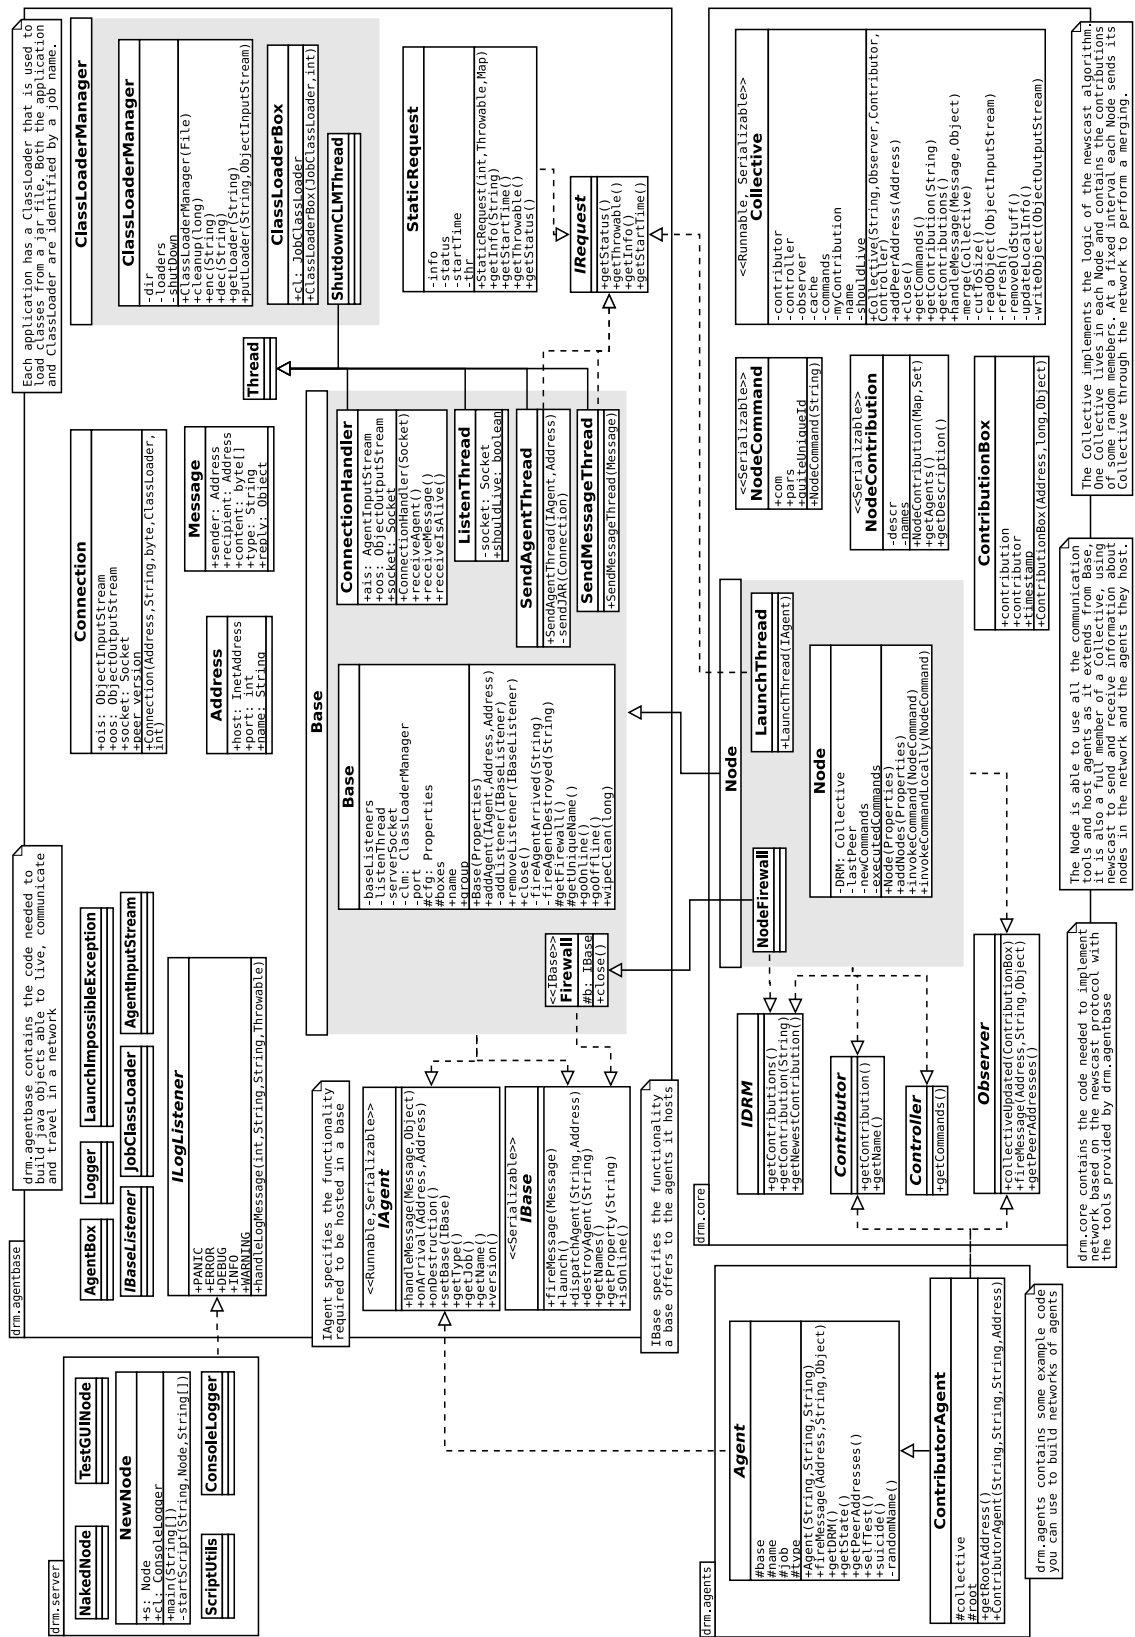 drm.server
NakedNode
TestGUINode
NewNode
+s: Node
+cl: ConsoleLogger
+main(String[])
-startScript(String,Node,String[])
ScriptUtils
ConsoleLogger
drm.agentbase
drm.agentbase contains the code needed to
build java objects able to live, communicate
and travel in a network
AgentBox
Logger
LaunchImpossibleException
IBaseListener
JobClassLoader
AgentInputStream
ILogListener
+PANIC
+ERROR
+DEBUG
+INFO
+WARNING
+handleLogMessage(int,String,String,Throwable)
Connection
+ois: ObjectInputStream
+oos: ObjectOutputStream
+socket: Socket
+peer_version
+Connection(Address,String,byte,ClassLoader,
int)
Address
+host: InetAddress
+port: int
+name: String
Message
+sender: Address
+recipient: Address
+content: byte[]
+type: String
+reply: Object
Each application has a ClassLoader that is used to
load classes from a jar file. Both the application
and ClassLoader are identified by a job name.
ClassLoaderManager
ClassLoaderManager
-dir
-loaders
-shutDown
+ClassLoaderManager(File)
+cleanup(long)
+enc(String)
+dec(String)
+getLoader(String)
+putLoader(String,ObjectInputStream)
ClassLoaderBox
+cl: JobClassLoader
+ClassLoaderBox(JobClassLoader,int)
ShutdownCLMThread
Thread
IAgent specifies the functionality
required to be hosted in a base
<<Runnable,Serializable>>
IAgent
+handleMessage(Message,Object)
+onArrival(Address,Address)
+onDestruction()
+setBase(IBase)
+getType()
+getJob()
+getName()
+version()
<<Serializable>>
IBase
+fireMessage(Message)
+launch()
+dispatchAgent(String,Address)
+destroyAgent(String)
+getNames()
+getProperty(String)
+isOnline()
IBase specifies the functionality
a base offers to the agents it hosts
Base
Base
-baseListeners
-listenThread
-serverSocket
-clm: ClassLoaderManager
-port
#cfg: Properties
#boxes
+name
+group
+Base(Properties)
+addAgent(IAgent,Address,Address)
-addListener(IBaseListener)
+removeListener(IBaseListener)
+close()
-fireAgentArrived(String)
-fireAgentDestroyed(String)
#getFirewall()
#getUniqueName()
+goOnline()
+goOffline()
+wipeClean(long)
<<IBase>>
Firewall
#b: IBase
+close()
ConnectionHandler
+ais: AgentInputStream
+oos: ObjectOutputStream
+socket: Socket
+ConnectionHandler(Socket)
+receiveAgent()
+receiveMessage()
+receiveIsAlive()
ListenThread
-socket: Socket
+shouldLive: boolean
SendAgentThread
+SendAgentThread(IAgent,Address)
-sendJAR(Connection)
SendMessageThread
+SendMessageThread(Message)
StaticRequest
-info
-status
-startTime
-thr
+StaticRequest(int,Throwable,Map)
+getInfo(String)
+getStartTime()
+getThrowable()
+getStatus()
IRequest
+getStatus()
+getThrowable()
+getInfo()
+getStartTime()
drm.agents
Agent
#base
#name
#job
#type
+Agent(String,String,String)
+fireMessage(Address,String,Object)
+getDRM()
+getState()
+getPeerAddresses()
+selfTest()
+suicide()
-randomName()
ContributorAgent
#collective
#root
+getRootAddress()
+ContributorAgent(String,String,String,Address)
drm.agents contains some example code
you can use to build networks of agents
drm.core
IDRM
+getContributions()
+getContribution(String)
+getNewestContribution()
Contributor
+getContribution()
+getName()
Controller
+getCommands()
Observer
+collectiveUpdated(ContributionBox)
+fireMessage(Address,String,Object)
+getPeerAddresses()
drm.core contains the code needed to implement
network based on the newscast protocol with
the tools provided by drm.agentbase
Node
NodeFirewall
LaunchThread
+LaunchThread(IAgent)
Node
-DRM: Collective
-lastPeer
-newCommands
-executedCommands
+Node(Properties)
+addNodes(Properties)
+invokeCommand(NodeCommand)
+invokeCommandLocally(NodeCommand)
The Node is able to use all the communication
tools and host agents as it extends from Base,
it is also a full member of a Collective, using
newscast to send and receive information about
nodes in the network and the agents they host.
<<Serializable>>
NodeCommand
+com
+pars
+quiteUniqueId
+NodeCommand(String)
<<Serializable>>
NodeContribution
-descr
-names
+NodeContribution(Map,Set)
+getAgents()
+getDescription()
ContributionBox
+contribution
+contributor
+timestamp
+ContributionBox(Address,long,Object)
<<Runnable, Serializable>>
Collective
-contributor
-controller
-observer
-cache
-commands
-myContribution
-name
-shouldLive
+Collective(String,Observer,Contributor,
Controller)
+addPeerAddress(Address)
+close()
+getCommands()
+getContribution(String)
+getContributions()
+handleMessage(Message,Object)
-merge(Collective)
-cutToSize()
-readObject(ObjectInputStream)
-refresh()
-removeOldStuff()
-updateLocalInfo()
-writeObject(ObjectOutputStream)
The Collective implements the logic of the newscast algorithm.
One Collective lives in each Node and contains the contributions
of some random members. At a fixed interval each Node sends its
Collective through the network to perform a merging.